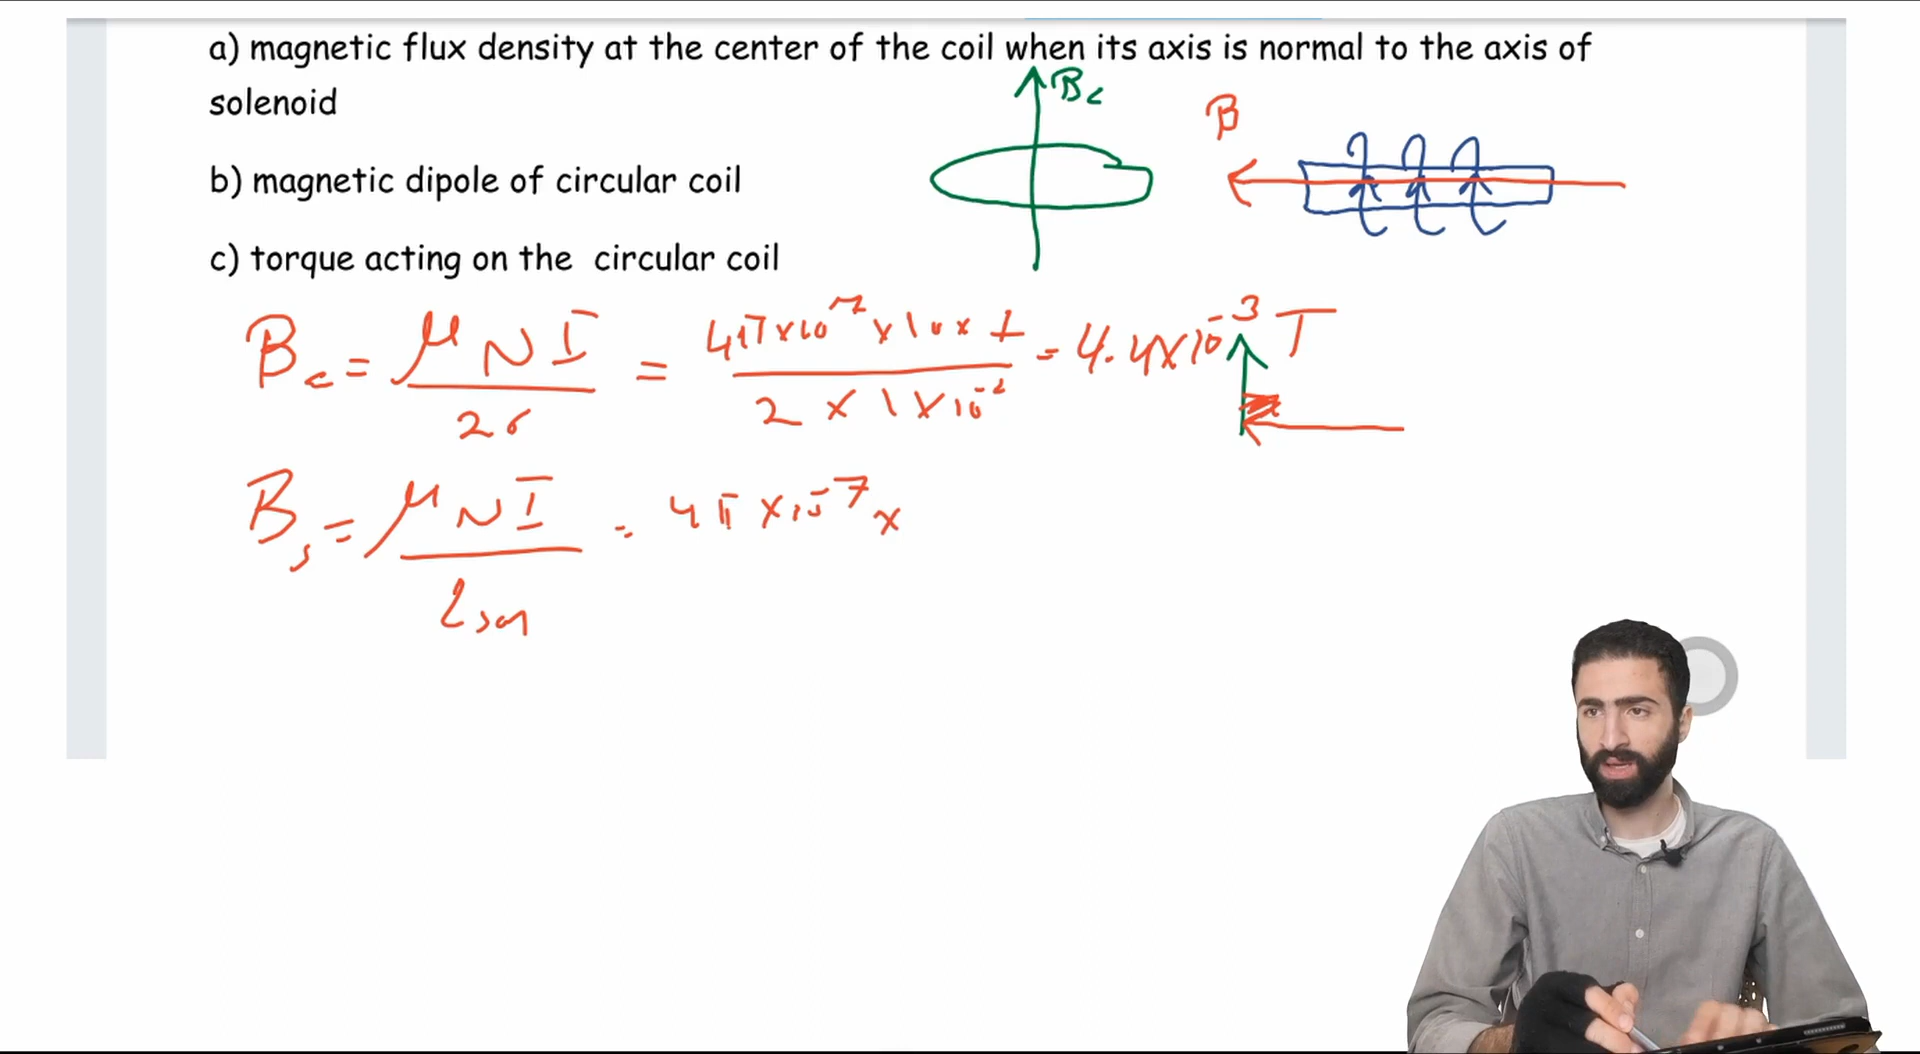 a) magnetic flux density at the center of the coil when its axis is normal to the axis of
solenoid
Bc
B
b) magnetic dipole of circular coil
c) torque acting on the circular coil
Bc = μNI / 2r = 4π×10⁻⁷×10×1 / 2×1×10⁻² = 4.4×10⁻³ T
Bs = μNI / lsol = 4π×10⁻⁷ ×